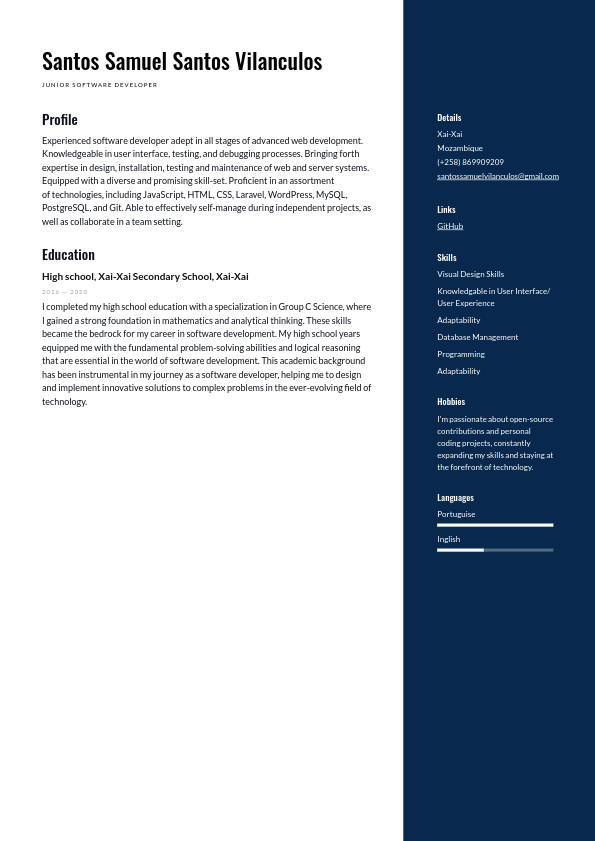 Santos Samuel Santos Vilanculos
JUNIOR SOFTWARE DEVELOPER
Profile
Experienced software developer adept in all stages of advanced web development.
Knowledgeable in user interface, testing, and debugging processes. Bringing forth
expertise in design, installation, testing and maintenance of web and server systems.
Equipped with a diverse and promising skill-set. Proficient in an assortment
of technologies, including JavaScript, HTML, CSS, Laravel, WordPress, MySQL,
PostgreSQL, and Git. Able to effectively self-manage during independent projects, as
well as collaborate in a team setting.
Education
High school, Xai-Xai Secondary School, Xai-Xai
2016 — 2020
I completed my high school education with a specialization in Group C Science, where
I gained a strong foundation in mathematics and analytical thinking. These skills
became the bedrock for my career in software development. My high school years
equipped me with the fundamental problem-solving abilities and logical reasoning
that are essential in the world of software development. This academic background
has been instrumental in my journey as a software developer, helping me to design
and implement innovative solutions to complex problems in the ever-evolving field of
technology.
Details
Xai-Xai
Mozambique
(+258) 869909209
santossamuelvilanculos@gmail.com
Links
GitHub
Skills
Visual Design Skills
Knowledgable in User Interface/
User Experience
Adaptability
Database Management
Programming
Adaptability
Hobbies
I'm passionate about open-source
contributions and personal
coding projects, constantly
expanding my skills and staying at
the forefront of technology.
Languages
Portuguise
Inglish